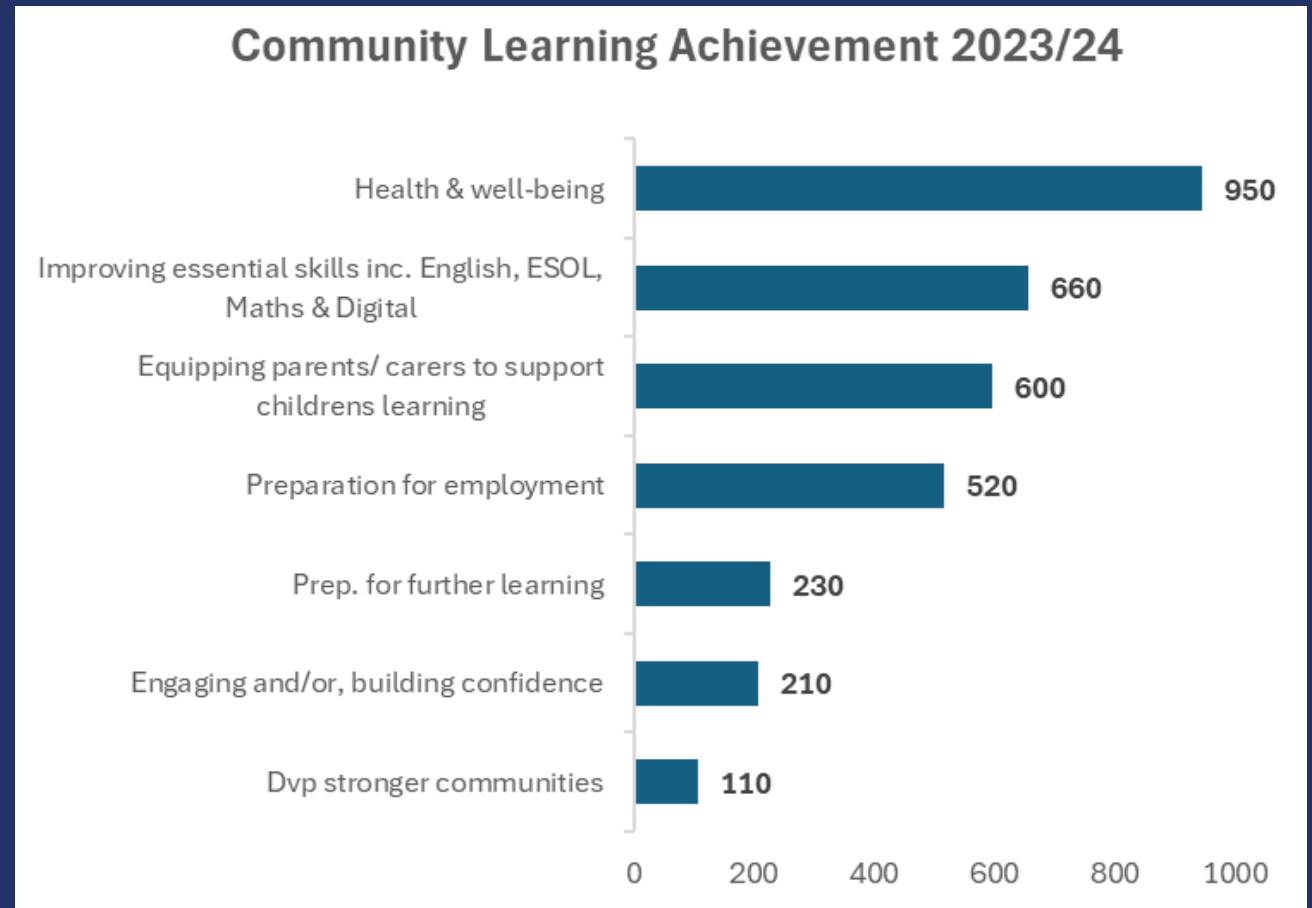 Community Learning Achievement 2023/24
Health & well-being
950
Improving essential skills inc. English, ESOL,
Maths & Digital
660
Equipping parents/ carers to support
childrens learning
600
Preparation for employment
520
Prep. for further learning
230
Engaging and/or, building confidence
210
Dvp stronger communities
110
0 200 400 600 800 1000